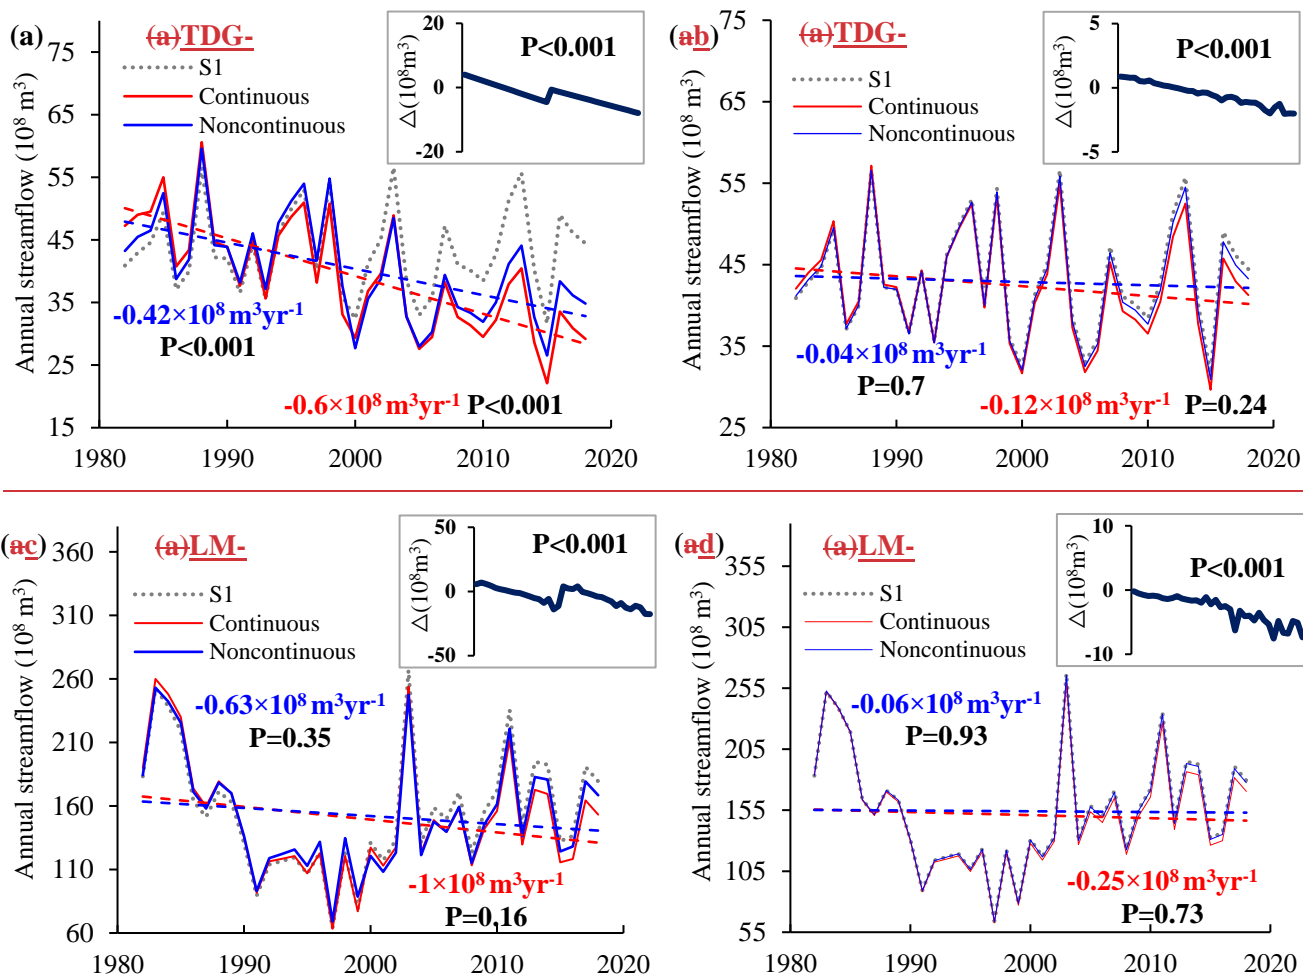 (a) (a)TDG-
S1
Continuous
Noncontinuous
P<0.001
20
0
-20
△(10⁸m³)
Annual streamflow (10⁸ m³)
75
65
55
45
35
25
15
-0.42×10⁸ m³yr⁻¹
P<0.001
-0.6×10⁸ m³yr⁻¹ P<0.001
1980 1990 2000 2010 2020
(ab) (a)TDG-
S1
Continuous
Noncontinuous
P<0.001
5
0
-5
△(10⁸m³)
Annual streamflow (10⁸ m³)
75
65
55
45
35
25
-0.04×10⁸ m³yr⁻¹
P=0.7
-0.12×10⁸ m³yr⁻¹ P=0.24
1980 1990 2000 2010 2020
(ac) (a)LM-
S1
Continuous
Noncontinuous
P<0.001
50
0
-50
△(10⁸m³)
Annual streamflow (10⁸ m³)
360
310
260
210
160
110
60
-0.63×10⁸ m³yr⁻¹
P=0.35
-1×10⁸ m³yr⁻¹
P=0.16
1980 1990 2000 2010 2020
(ad) (a)LM-
S1
Continuous
Noncontinuous
P<0.001
10
0
-10
△(10⁸m³)
Annual streamflow (10⁸ m³)
355
305
255
205
155
105
55
-0.06×10⁸ m³yr⁻¹
P=0.93
-0.25×10⁸ m³yr⁻¹
P=0.73
1980 1990 2000 2010 2020